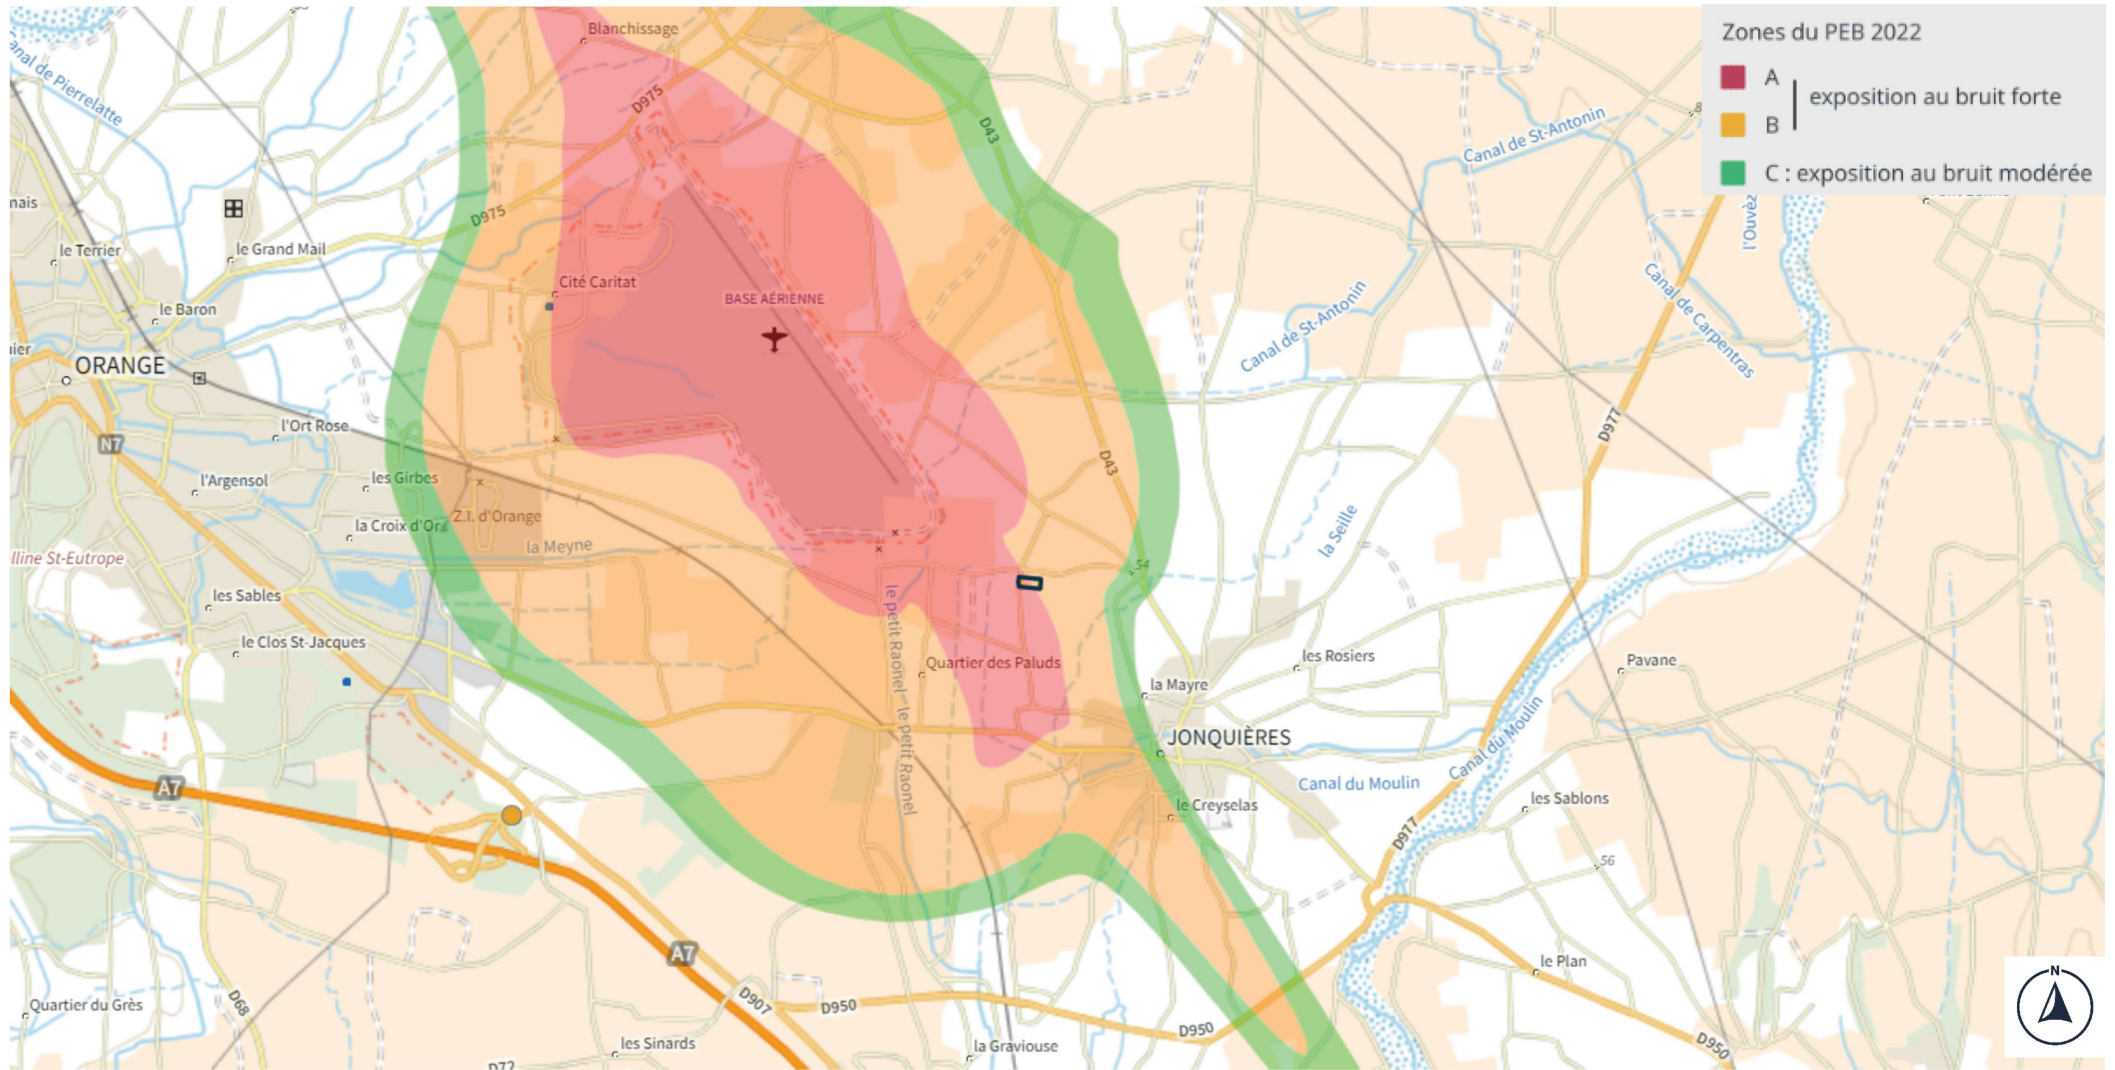 Zones du PEB 2022
A
exposition au bruit forte
B
C : exposition au bruit modérée
Blanchissage
Canal de Pierrelatte
D975
D43
Canal de St-Antonin
D975
le Grand Mail
le Terrier
Cité Caritat
BASE AÉRIENNE
le Baron
Canal de St-Antonin
Canal de Carpentras
ORANGE
l'Ort Rose
N7
D977
D43
l'Argensol
les Girbes
Z.I. d'Orange
la Croix d'Or
la Meyne
la Seille
lline St-Eutrope
54
les Sables
le Clos St-Jacques
le petit Raonel
le petit Raonel
Quartier des Paluds
les Rosiers
Pavane
la Mayre
JONQUIÈRES
Canal du Moulin
Canal du Moulin
A7
le Creyselas
les Sablons
D977
56
A7
le Plan
N
Quartier du Grès
D68
D907
D950
D950
les Sinards
la Graviouse
D950
D72